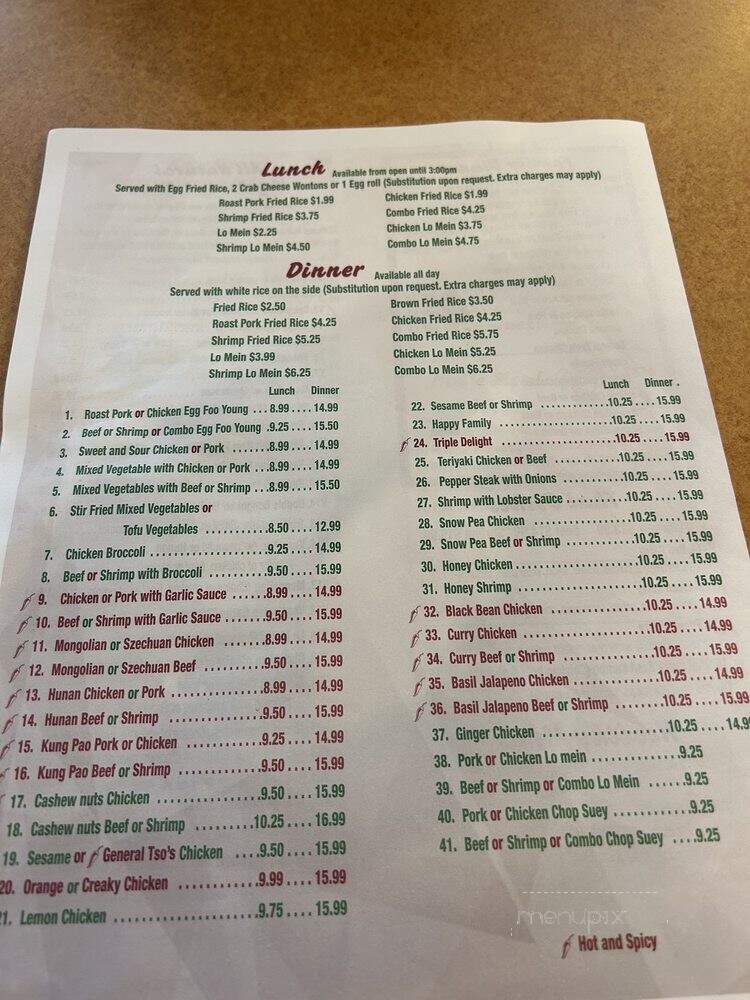 Lunch Available from open until 3:00pm
Served with Egg Fried Rice, 2 Crab Cheese Wontons or 1 Egg roll (Substitution upon request. Extra charges may apply)
Roast Pork Fried Rice $1.99
Shrimp Fried Rice $3.75
Lo Mein $2.25
Shrimp Lo Mein $4.50
Chicken Fried Rice $1.99
Combo Fried Rice $4.25
Chicken Lo Mein $3.75
Combo Lo Mein $4.75
Dinner Available all day
Served with white rice on the side (Substitution upon request. Extra charges may apply)
Fried Rice $2.50
Roast Pork Fried Rice $4.25
Shrimp Fried Rice $5.25
Lo Mein $3.99
Shrimp Lo Mein $6.25
Brown Fried Rice $3.50
Chicken Fried Rice $4.25
Combo Fried Rice $5.75
Chicken Lo Mein $5.25
Combo Lo Mein $6.25
Lunch Dinner
1. Roast Pork or Chicken Egg Foo Young ...8.99....14.99
2. Beef or Shrimp or Combo Egg Foo Young .9.25....15.50
3. Sweet and Sour Chicken or Pork .......8.99....14.99
4. Mixed Vegetable with Chicken or Pork ...8.99....14.99
5. Mixed Vegetables with Beef or Shrimp ...8.99....15.50
6. Stir Fried Mixed Vegetables or
Tofu Vegetables ..........8.50....12.99
7. Chicken Broccoli ....................9.25....14.99
8. Beef or Shrimp with Broccoli ...........9.50....15.99
9. Chicken or Pork with Garlic Sauce .......8.99....14.99
10. Beef or Shrimp with Garlic Sauce .......9.50....15.99
11. Mongolian or Szechuan Chicken ........8.99....14.99
12. Mongolian or Szechuan Beef ..........9.50....15.99
13. Hunan Chicken or Pork ...............8.99....14.99
14. Hunan Beef or Shrimp ................9.50....15.99
15. Kung Pao Pork or Chicken .............9.25....14.99
16. Kung Pao Beef or Shrimp ..............9.50....15.99
17. Cashew nuts Chicken .................9.50....15.99
18. Cashew nuts Beef or Shrimp ..........10.25....16.99
19. Sesame or General Tso's Chicken ....9.50....15.99
20. Orange or Creaky Chicken .............9.99....15.99
21. Lemon Chicken .......................9.75....15.99
Lunch Dinner .
22. Sesame Beef or Shrimp ............10.25....15.99
23. Happy Family .....................10.25....15.99
24. Triple Delight .....................10.25....15.99
25. Teriyaki Chicken or Beef ............10.25....15.99
26. Pepper Steak with Onions ...........10.25....15.99
27. Shrimp with Lobster Sauce ..........10.25....15.99
28. Snow Pea Chicken .................10.25....15.99
29. Snow Pea Beef or Shrimp ............10.25....15.99
30. Honey Chicken .....................10.25....15.99
31. Honey Shrimp .....................10.25....15.99
32. Black Bean Chicken ................10.25....14.99
33. Curry Chicken .....................10.25....14.99
34. Curry Beef or Shrimp ...............10.25....15.99
35. Basil Jalapeno Chicken ..............10.25....14.99
36. Basil Jalapeno Beef or Shrimp ........10.25....15.99
37. Ginger Chicken .....................10.25....14.99
38. Pork or Chicken Lo mein .............9.25
39. Beef or Shrimp or Combo Lo Mein ......9.25
40. Pork or Chicken Chop Suey ............9.25
41. Beef or Shrimp or Combo Chop Suey ....9.25
menupix
Hot and Spicy